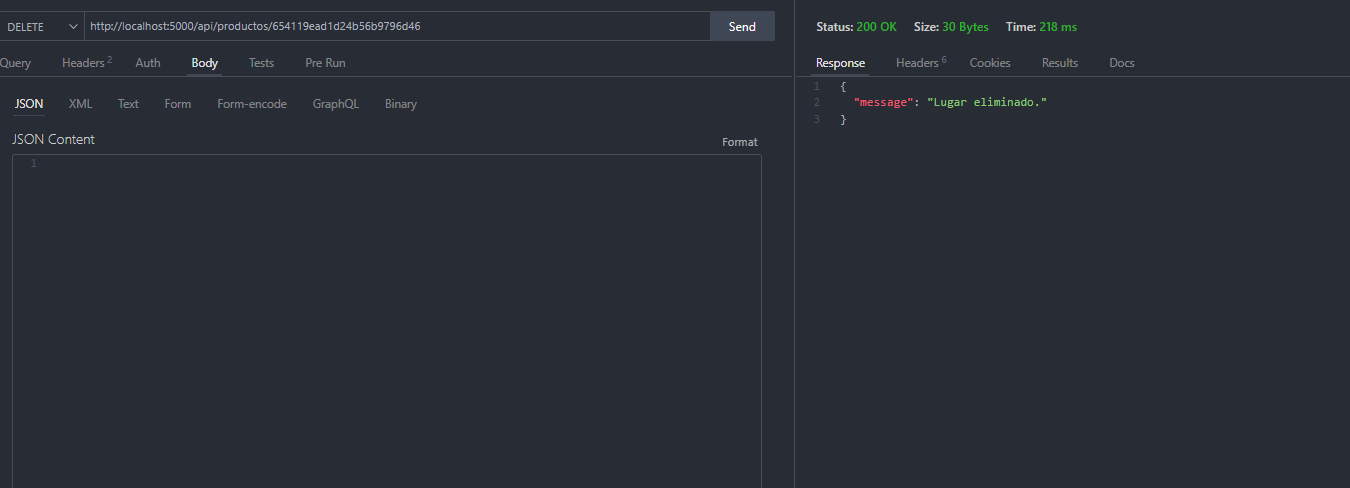 DELETE http://localhost:5000/api/productos/654119ead1d24b56b9796d46 Send
Query Headers 2 Auth Body Tests Pre Run
JSON XML Text Form Form-encode GraphQL Binary
JSON Content Format
1
Status: 200 OK Size: 30 Bytes Time: 218 ms
Response Headers 6 Cookies Results Docs
1 {
2 "message": "Lugar eliminado."
3 }